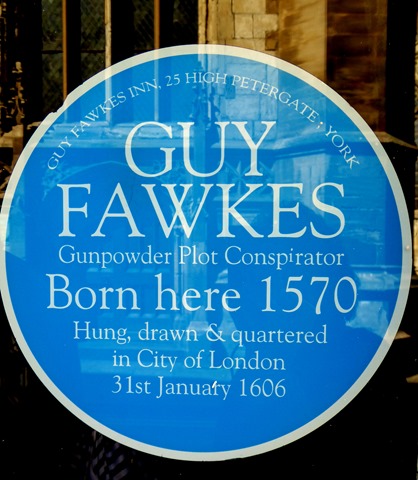 GUY FAWKES INN, 25 HIGH PETERGATE, YORK
GUY
FAWKES
Gunpowder Plot Conspirator
Born here 1570
Hung, drawn & quartered
in City of London
31st January 1606